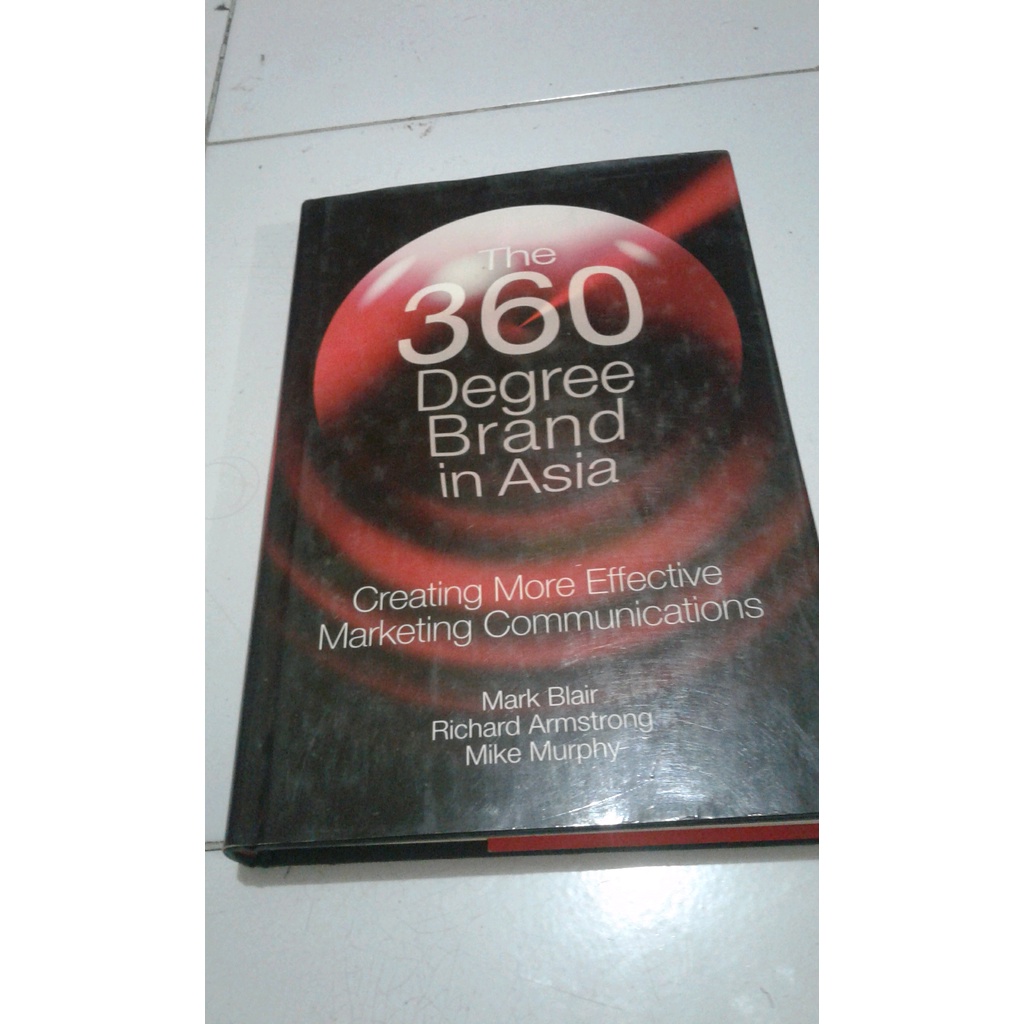 The
360
Degree
Brand
in Asia
Creating More Effective
Marketing Communications
Mark Blair
Richard Armstrong
Mike Murphy